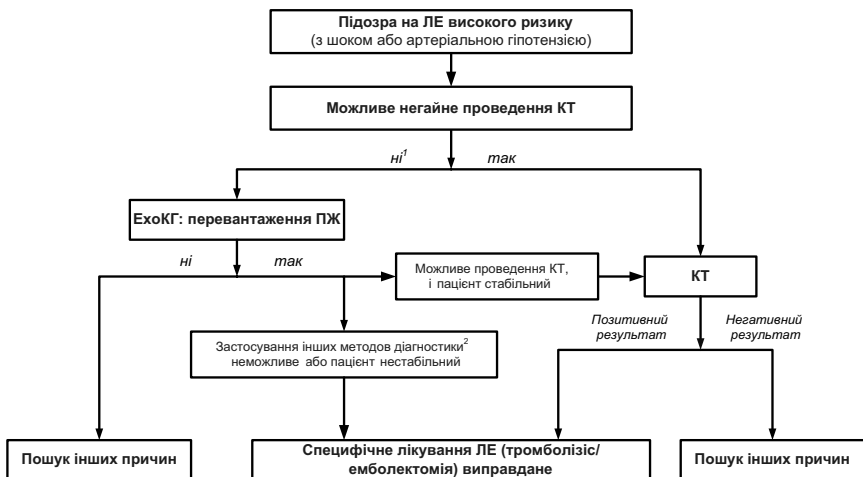 Підозра на ЛЕ високого ризику
(з шоком або артеріальною гіпотензією)
Можливе негайне проведення КТ
ні¹ так
ЕхоКГ: перевантаження ПЖ
ні так
Можливе проведення КТ,
і пацієнт стабільний
КТ
Позитивний
результат
Негативний
результат
Застосування інших методов діагностики²
неможливе або пацієнт нестабільний
Пошук інших причин
Специфічне лікування ЛЕ (тромболізіс/
емболектомія) виправдане
Пошук інших причин